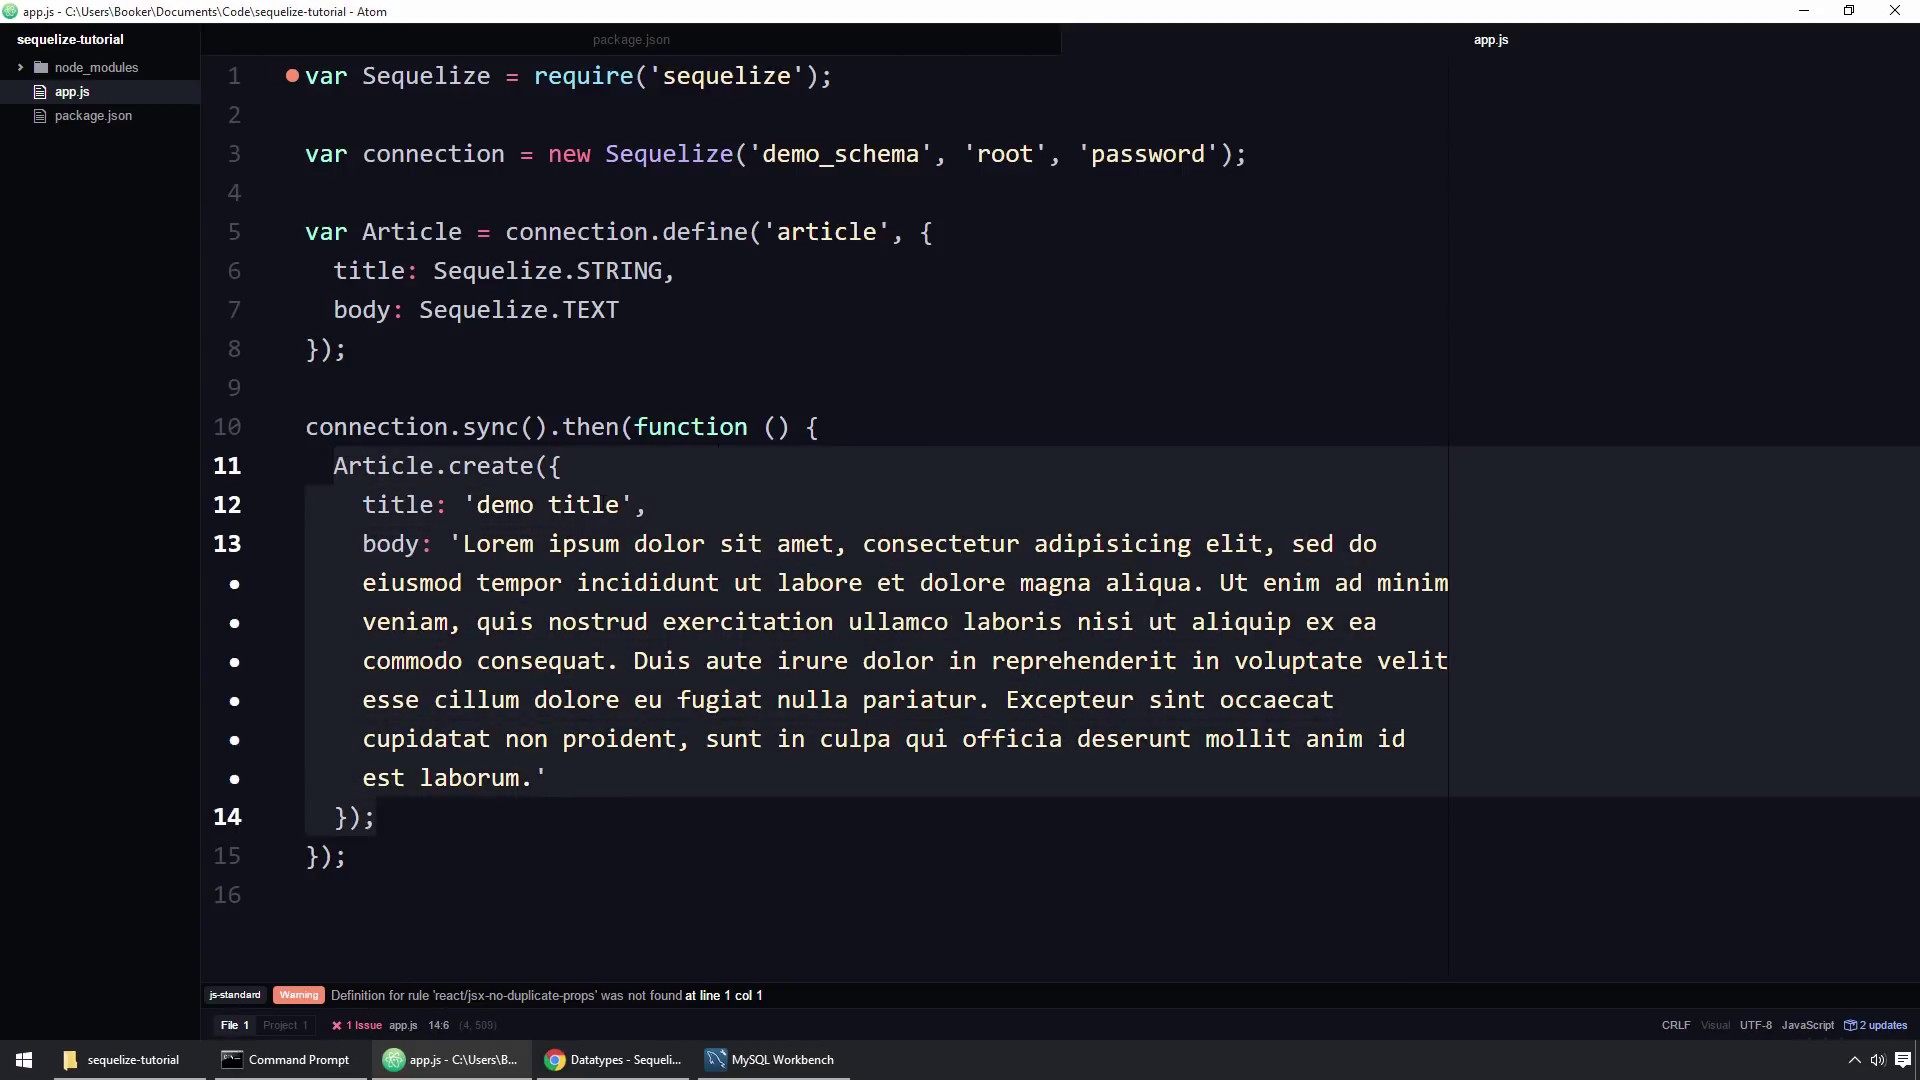 app.js - C:\Users\Booker\Documents\Code\sequelize-tutorial - Atom
sequelize-tutorial
node_modules
app.js
package.json
package.json
app.js
1 var Sequelize = require('sequelize');
2
3 var connection = new Sequelize('demo_schema', 'root', 'password');
4
5 var Article = connection.define('article', {
6 title: Sequelize.STRING,
7 body: Sequelize.TEXT
8 });
9
10 connection.sync().then(function () {
11 Article.create({
12 title: 'demo title',
13 body: 'Lorem ipsum dolor sit amet, consectetur adipisicing elit, sed do
• eiusmod tempor incididunt ut labore et dolore magna aliqua. Ut enim ad minim
• veniam, quis nostrud exercitation ullamco laboris nisi ut aliquip ex ea
• commodo consequat. Duis aute irure dolor in reprehenderit in voluptate velit
• esse cillum dolore eu fugiat nulla pariatur. Excepteur sint occaecat
• cupidatat non proident, sunt in culpa qui officia deserunt mollit anim id
• est laborum.'
14 });
15 });
16
js-standard Warning Definition for rule 'react/jsx-no-duplicate-props' was not found at line 1 col 1
File 1 Project 1 1 Issue app.js 14:6 (4, 509) CRLF Visual UTF-8 JavaScript 2 updates
sequelize-tutorial Command Prompt app.js - C:\Users\B... Datatypes - Sequeli... MySQL Workbench